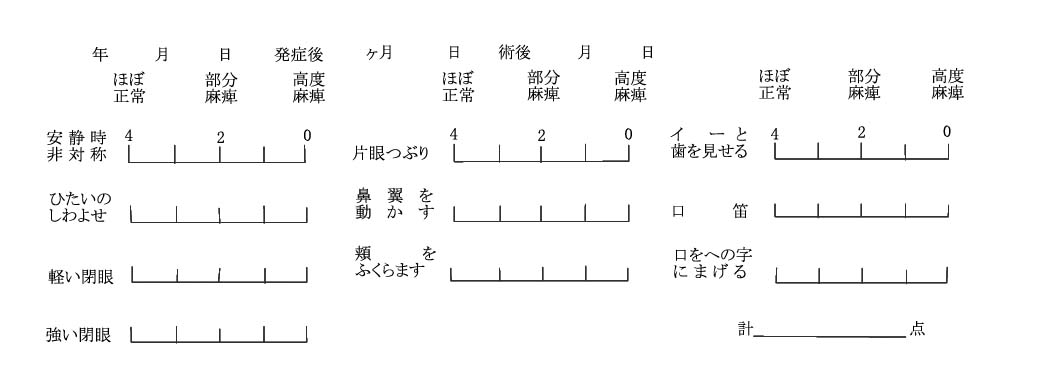 年 月 日 発症後 ヶ月 日 術後 月 日
ほぼ 部分 高度 ほぼ 部分 高度 ほぼ 部分 高度
正常 麻痺 麻痺 正常 麻痺 麻痺 正常 麻痺 麻痺
安静時 4 2 0
非対称
ひたいの
しわよせ
軽い閉眼
強い閉眼
4 2 0
片眼つぶり
鼻翼を
動かす
頬を
ふくらます
イーと 4 2 0
歯を見せる
口笛
口をへの字
にまげる
計 点